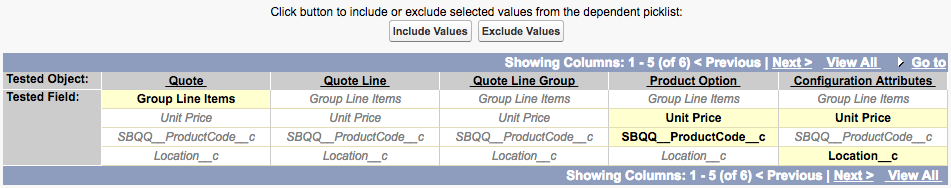 Click button to include or exclude selected values from the dependent picklist:
Include Values Exclude Values
Showing Columns: 1 - 5 (of 6) < Previous | Next > View All Go to
Tested Object: Quote Quote Line Quote Line Group Product Option Configuration Attributes
Tested Field: Group Line Items Group Line Items Group Line Items Group Line Items Group Line Items
Unit Price Unit Price Unit Price Unit Price Unit Price
SBQQ__ProductCode__c SBQQ__ProductCode__c SBQQ__ProductCode__c SBQQ__ProductCode__c SBQQ__ProductCode__c
Location__c Location__c Location__c Location__c Location__c
Showing Columns: 1 - 5 (of 6) < Previous | Next > View All